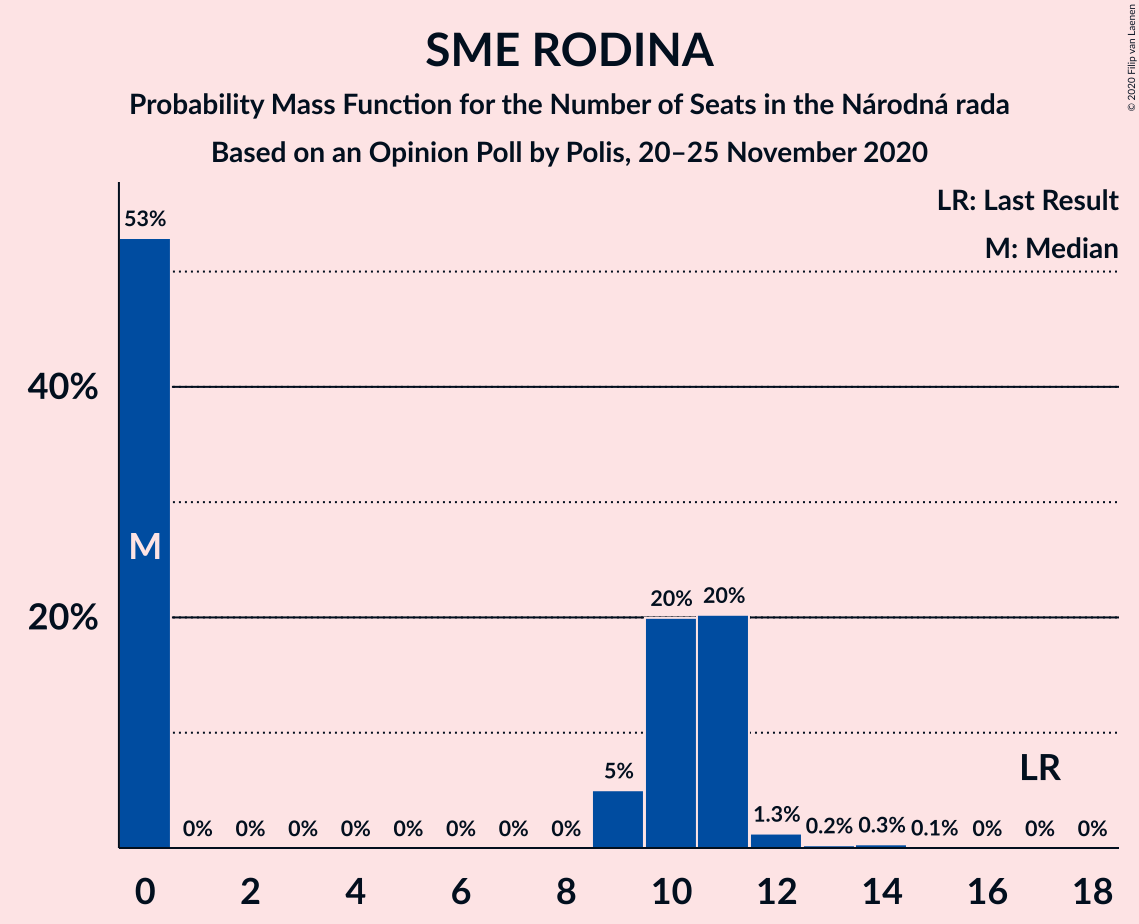 SME RODINA
Probability Mass Function for the Number of Seats in the Národná rada
Based on an Opinion Poll by Polis, 20–25 November 2020
© 2020 Filip van Laenen
LR: Last Result
M: Median
53%
40%
M
20%
20% 20%
LR
5%
0% 0% 0% 0% 0% 0% 0% 0% 1.3% 0.2% 0.3% 0.1% 0% 0% 0%
0 2 4 6 8 10 12 14 16 18